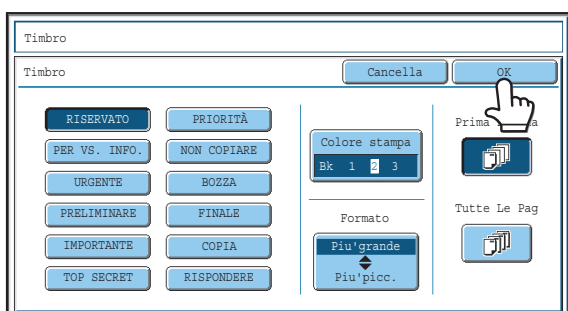 Timbro
Timbro
Cancella
OK
RISERVATO
PRIORITÀ
PER VS. INFO.
NON COPIARE
URGENTE
BOZZA
PRELIMINARE
FINALE
IMPORTANTE
COPIA
TOP SECRET
RISPONDERE
Colore stampa
Bk 1 2 3
Formato
Piu'grande
Piu'picc.
Prima
Tutte Le Pag